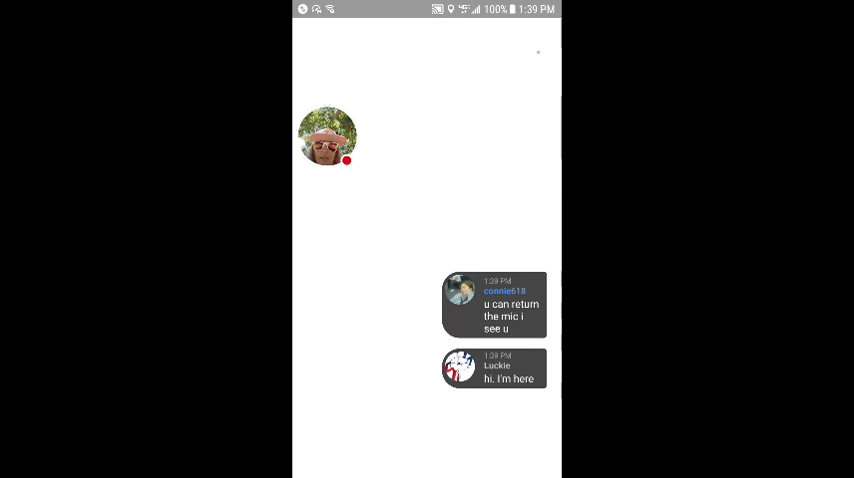 100% 1:39 PM
1:39 PM
connie618
u can return
the mic i
see u
1:39 PM
Luckie
hi. I'm here